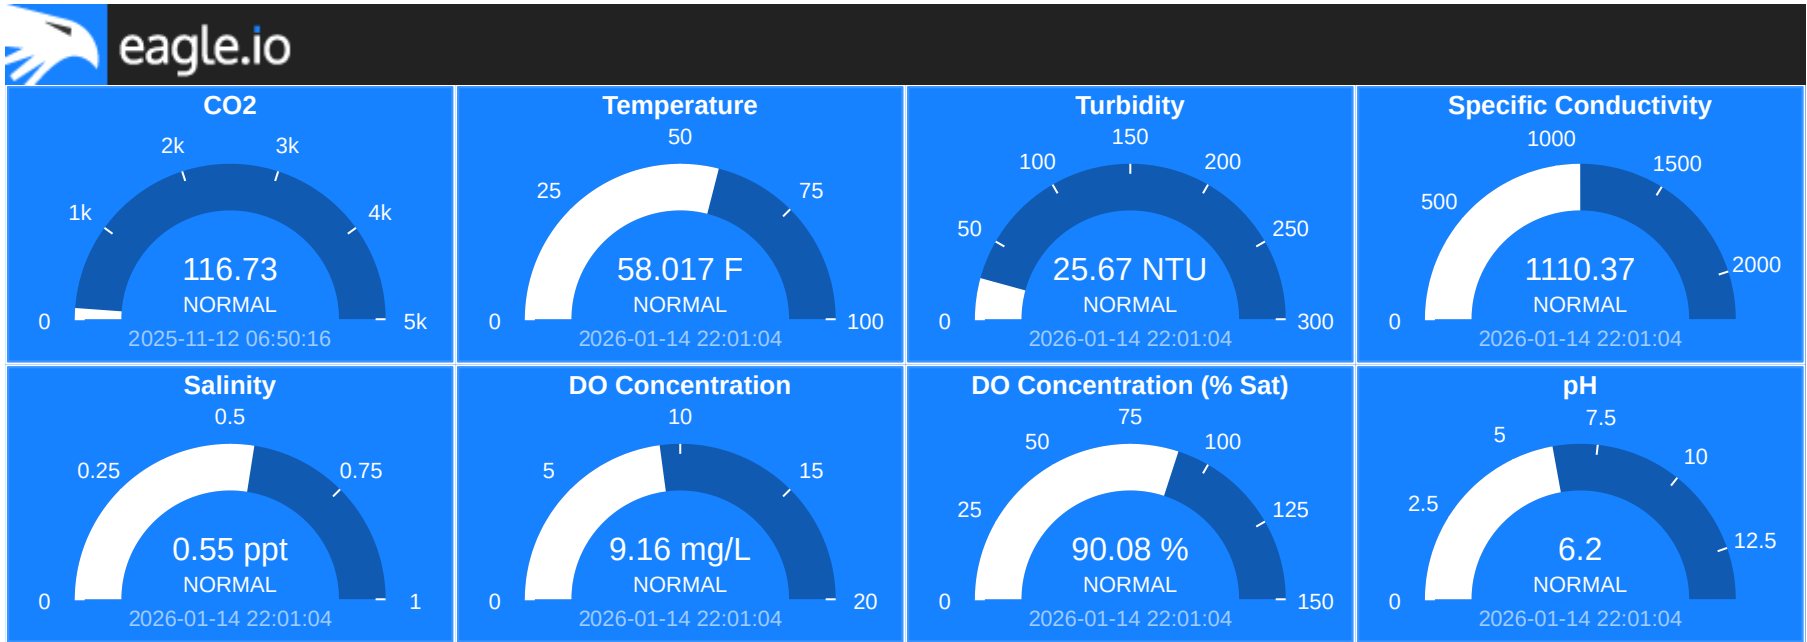 eagle.io
CO2
0
1k
2k
3k
4k
5k
116.73
NORMAL
2025-11-12 06:50:16
Temperature
0
25
50
75
100
58.017 F
NORMAL
2026-01-14 22:01:04
Turbidity
0
50
100
150
200
250
300
25.67 NTU
NORMAL
2026-01-14 22:01:04
Specific Conductivity
0
500
1000
1500
2000
1110.37
NORMAL
2026-01-14 22:01:04
Salinity
0
0.25
0.5
0.75
1
0.55 ppt
NORMAL
2026-01-14 22:01:04
DO Concentration
0
5
10
15
20
9.16 mg/L
NORMAL
2026-01-14 22:01:04
DO Concentration (% Sat)
0
25
50
75
100
125
150
90.08 %
NORMAL
2026-01-14 22:01:04
pH
0
2.5
5
7.5
10
12.5
6.2
NORMAL
2026-01-14 22:01:04